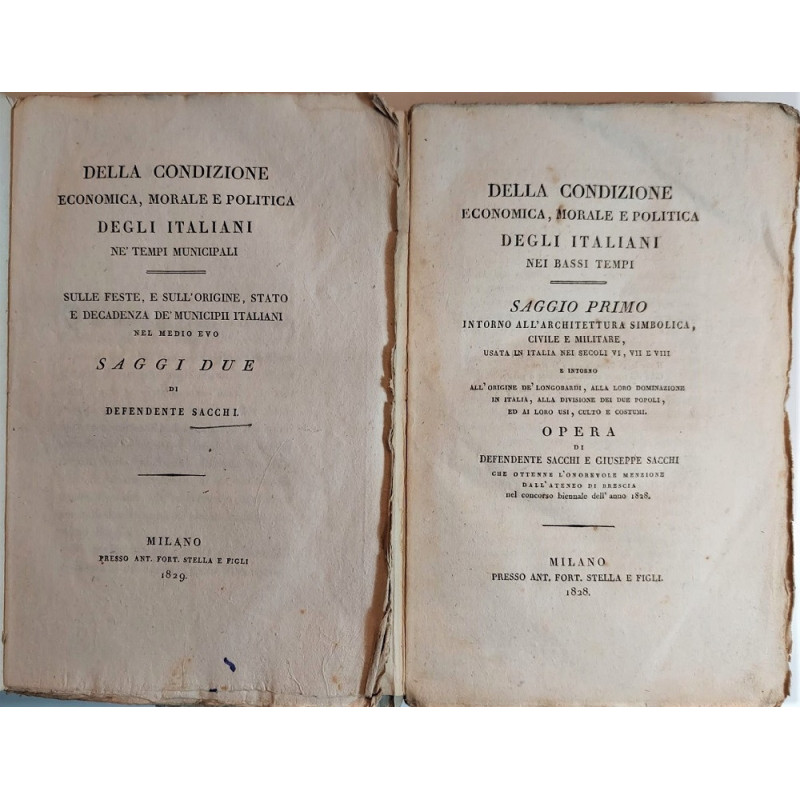 DELLA CONDIZIONE
ECONOMICA, MORALE E POLITICA
DEGLI ITALIANI
NE' TEMPI MUNICIPALI
SULLE FESTE, E SULL'ORIGINE, STATO
E DECADENZA DE' MUNICIPII ITALIANI
NEL MEDIO EVO
SAGGI DUE
DI
DEFENDENTE SACCHI.
MILANO
PRESSO ANT. FORT. STELLA E FIGLI
1829.
DELLA CONDIZIONE
ECONOMICA, MORALE E POLITICA
DEGLI ITALIANI
NEI BASSI TEMPI
SAGGIO PRIMO
INTORNO ALL'ARCHITETTURA SIMBOLICA,
CIVILE E MILITARE,
USATA IN ITALIA NEI SECOLI VI, VII E VIII
E INTORNO
ALL'ORIGINE DE' LONGOBARDI, ALLA LORO DOMINAZIONE
IN ITALIA, ALLA DIVISIONE DEI DUE POPOLI,
ED AI LORO USI, CULTO E COSTUMI.
OPERA
DI
DEFENDENTE SACCHI E GIUSEPPE SACCHI
CHE OTTENNE L'ONOREVOLE MENZIONE
DALL'ATENEO DI BRESCIA
nel concorso biennale dell'anno 1828.
MILANO
PRESSO ANT. FORT. STELLA E FIGLI.
1828.